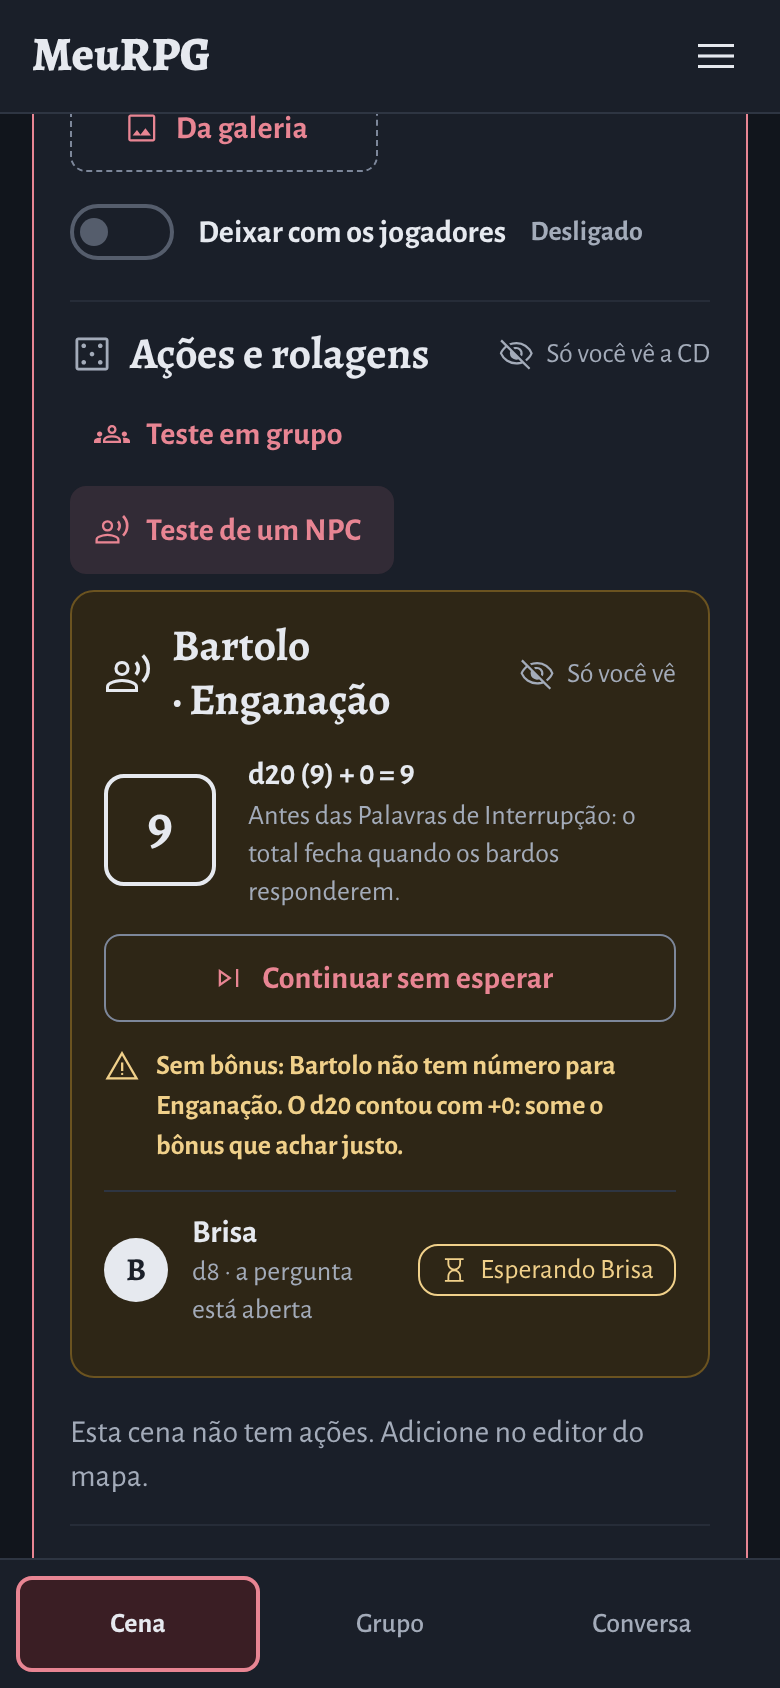 MeuRPG
Da galeria
Deixar com os jogadores Desligado
Ações e rolagens
Só você vê a CD
Teste em grupo
Teste de um NPC
Bartolo
· Enganação
Só você vê
9
d20 (9) + 0 = 9
Antes das Palavras de Interrupção: o
total fecha quando os bardos
responderem.
Continuar sem esperar
Sem bônus: Bartolo não tem número para
Enganação. O d20 contou com +0: some o
bônus que achar justo.
B
Brisa
d8 · a pergunta
está aberta
Esperando Brisa
Esta cena não tem ações. Adicione no editor do
mapa.
Cena
Grupo
Conversa